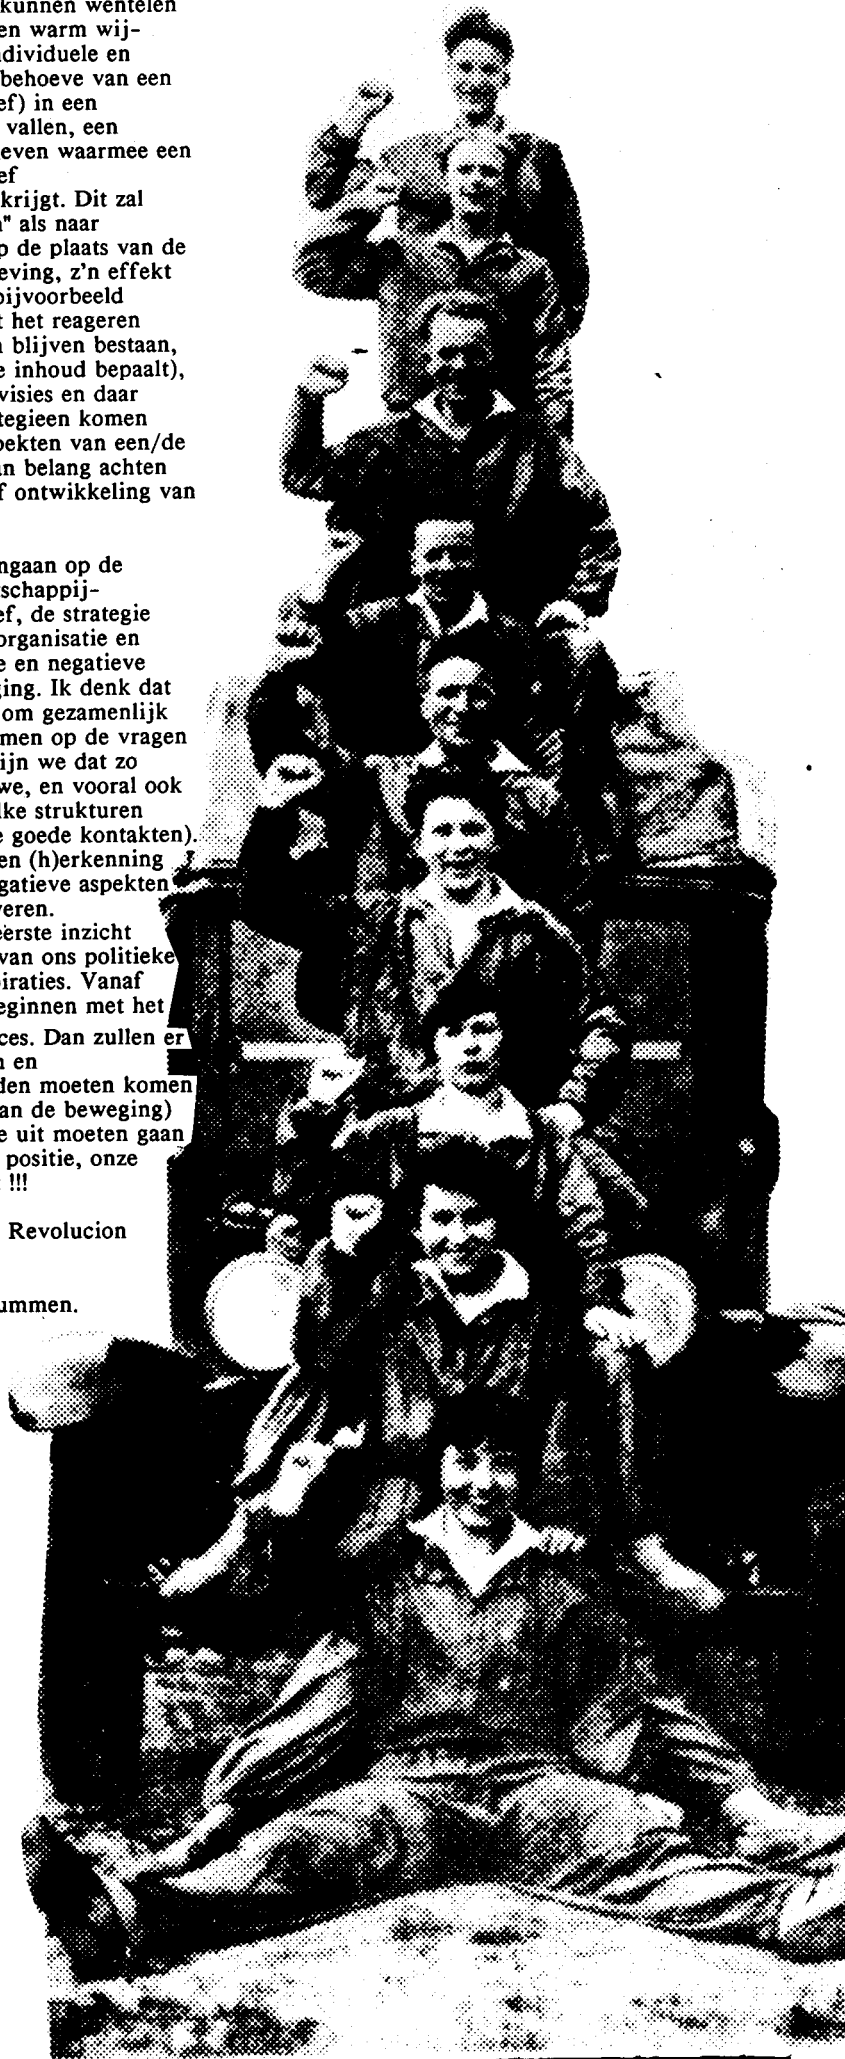 kunnen wentelen
en warm wij-
dividuele en
behoeve van een
ef) in een
vallen, een
even waarmee een
ef
krijgt. Dit zal
" als naar
p de plaats van de
eving, z'n effekt
bijvoorbeeld
t het reageren
n blijven bestaan,
e inhoud bepaalt),
visies en daar
tegieen komen
pekten van een/de
an belang achten
f ontwikkeling van
ngaan op de
tschappij-
ef, de strategie
organisatie en
e en negatieve
ging. Ik denk dat
om gezamenlijk
men op de vragen
ijn we dat zo
we, en vooral ook
lke strukturen
e goede kontakten).
en (h)erkenning
gatieve aspekten
veren.
eerste inzicht
van ons politieke
iraties. Vanaf
eginnen met het
ces. Dan zullen er
n en
den moeten komen
an de beweging)
e uit moeten gaan
positie, onze
!!!
Revolucion
ummen.